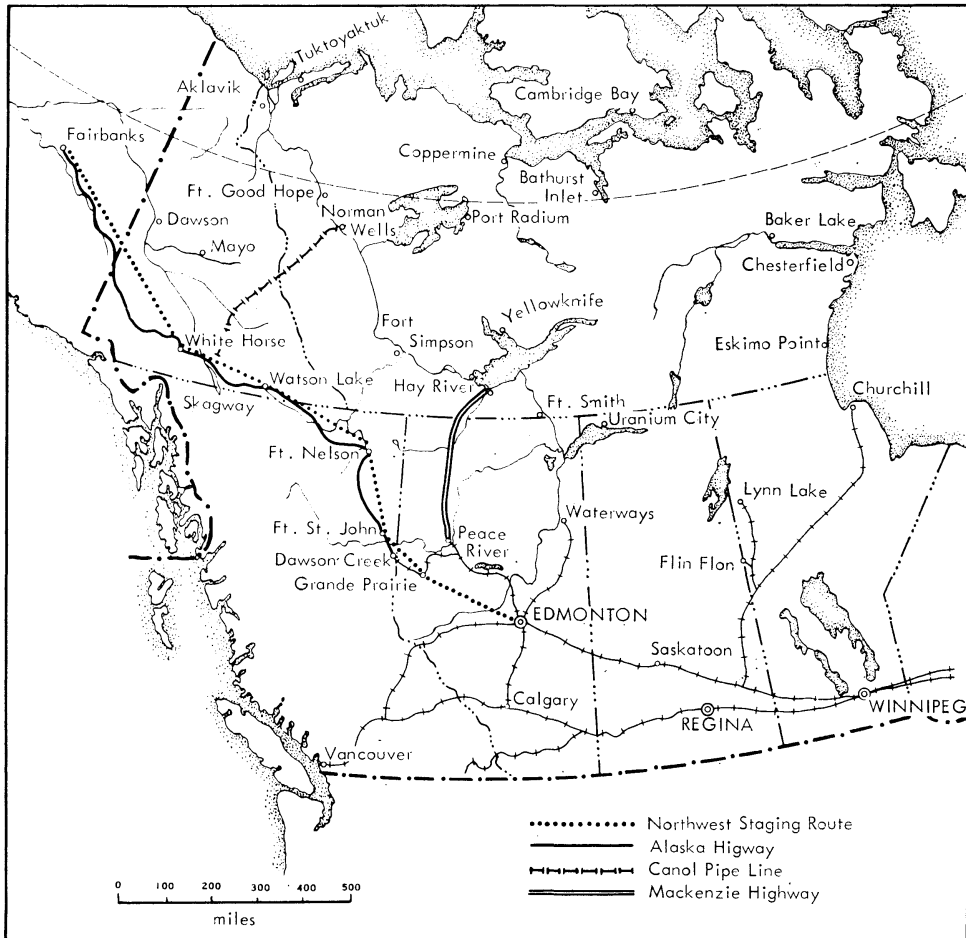 Tuktoyaktuk
Aklavik
Cambridge Bay
Fairbanks
Coppermine
Ft. Good Hope
Bathurst
Inlet
Norman
Wells
Port Radium
Dawson
Mayo
Baker Lake
Chesterfield
Yellowknife
Fort
Simpson
White Horse
Eskimo Point
Hay River
Watson Lake
Skagway
Churchill
Ft. Smith
Uranium City
Ft. Nelson
Lynn Lake
Waterways
Ft. St. John
Peace
River
Dawson Creek
Flin Flon
Grande Prairie
EDMONTON
Saskatoon
Calgary
WINNIPEG
REGINA
Vancouver
Northwest Staging Route
Alaska Higway
Canol Pipe Line
Mackenzie Highway
0 100 200 300 400 500
miles